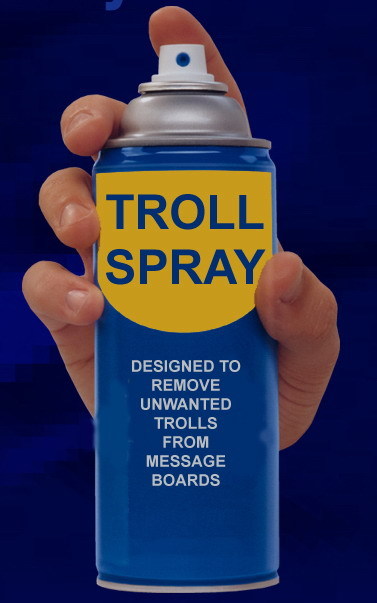 TROLL
SPRAY
DESIGNED TO
REMOVE
UNWANTED
TROLLS
FROM
MESSAGE
BOARDS